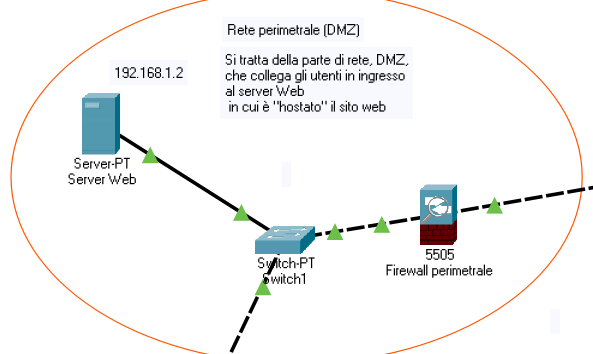 Rete perimetrale (DMZ)
Si tratta della parte di rete, DMZ,
che collega gli utenti in ingresso
al server Web
in cui è "hostato" il sito web
192.168.1.2
Server-PT
Server Web
Switch-PT
Switch1
5505
Firewall perimetrale